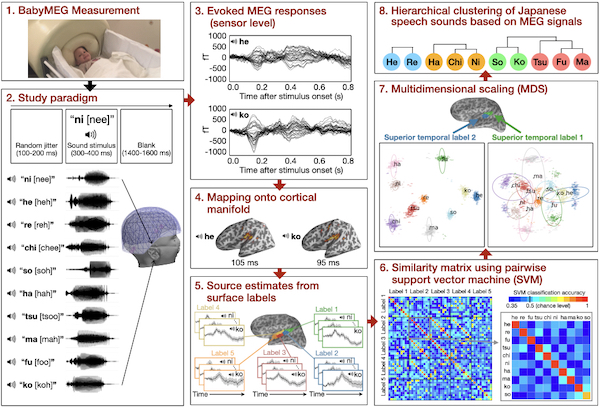 1. BabyMEG Measurement
2. Study paradigm
"ni [nee]"
Random jitter
(100-200 ms)
Sound stimulus
(300-400 ms)
Blank
(1400-1600 ms)
"ni [nee]"
"he [heh]"
"re [reh]"
"chi [chee]"
"so [soh]"
"ha [hah]"
"tsu [tsoo]"
"ma [mah]"
"fu [foo]"
"ko [koh]"
3. Evoked MEG responses
(sensor level)
he
fT
1000
500
0
-500
-1000
0.0 0.2 0.4 0.6 0.8
Time after stimulus onset (s)
ko
fT
1000
500
0
-500
-1000
0.0 0.2 0.4 0.6 0.8
Time after stimulus onset (s)
4. Mapping onto cortical
manifold
he
105 ms
ko
95 ms
5. Source estimates from
surface labels
Label 4
ni
ko
Label 1
ni
ko
Label 5
ni
ko
Label 3
ni
ko
Label 2
ni
ko
Time
Time
Time
8. Hierarchical clustering of Japanese
speech sounds based on MEG signals
He Re Ha Chi Ni So Ko Tsu Fu Ma
7. Multidimensional scaling (MDS)
Superior temporal label 2
Superior temporal label 1
ha
fu
ni
re
ko
he
so
ma
ma
ni
chi
tsu
re
ha
so
ko
he
fu
6. Similarity matrix using pairwise
support vector machine (SVM)
Label 1 Label 2 Label 3 Label 4 Label 5
Label 1
Label 2
Label 3
Label 4
Label 5
SVM classification accuracy
0.35 0.5 (chance level) 1
he re fu tsu chi ni ha ma ko so
he
re
fu
tsu
chi
ni
ha
ma
ko
so